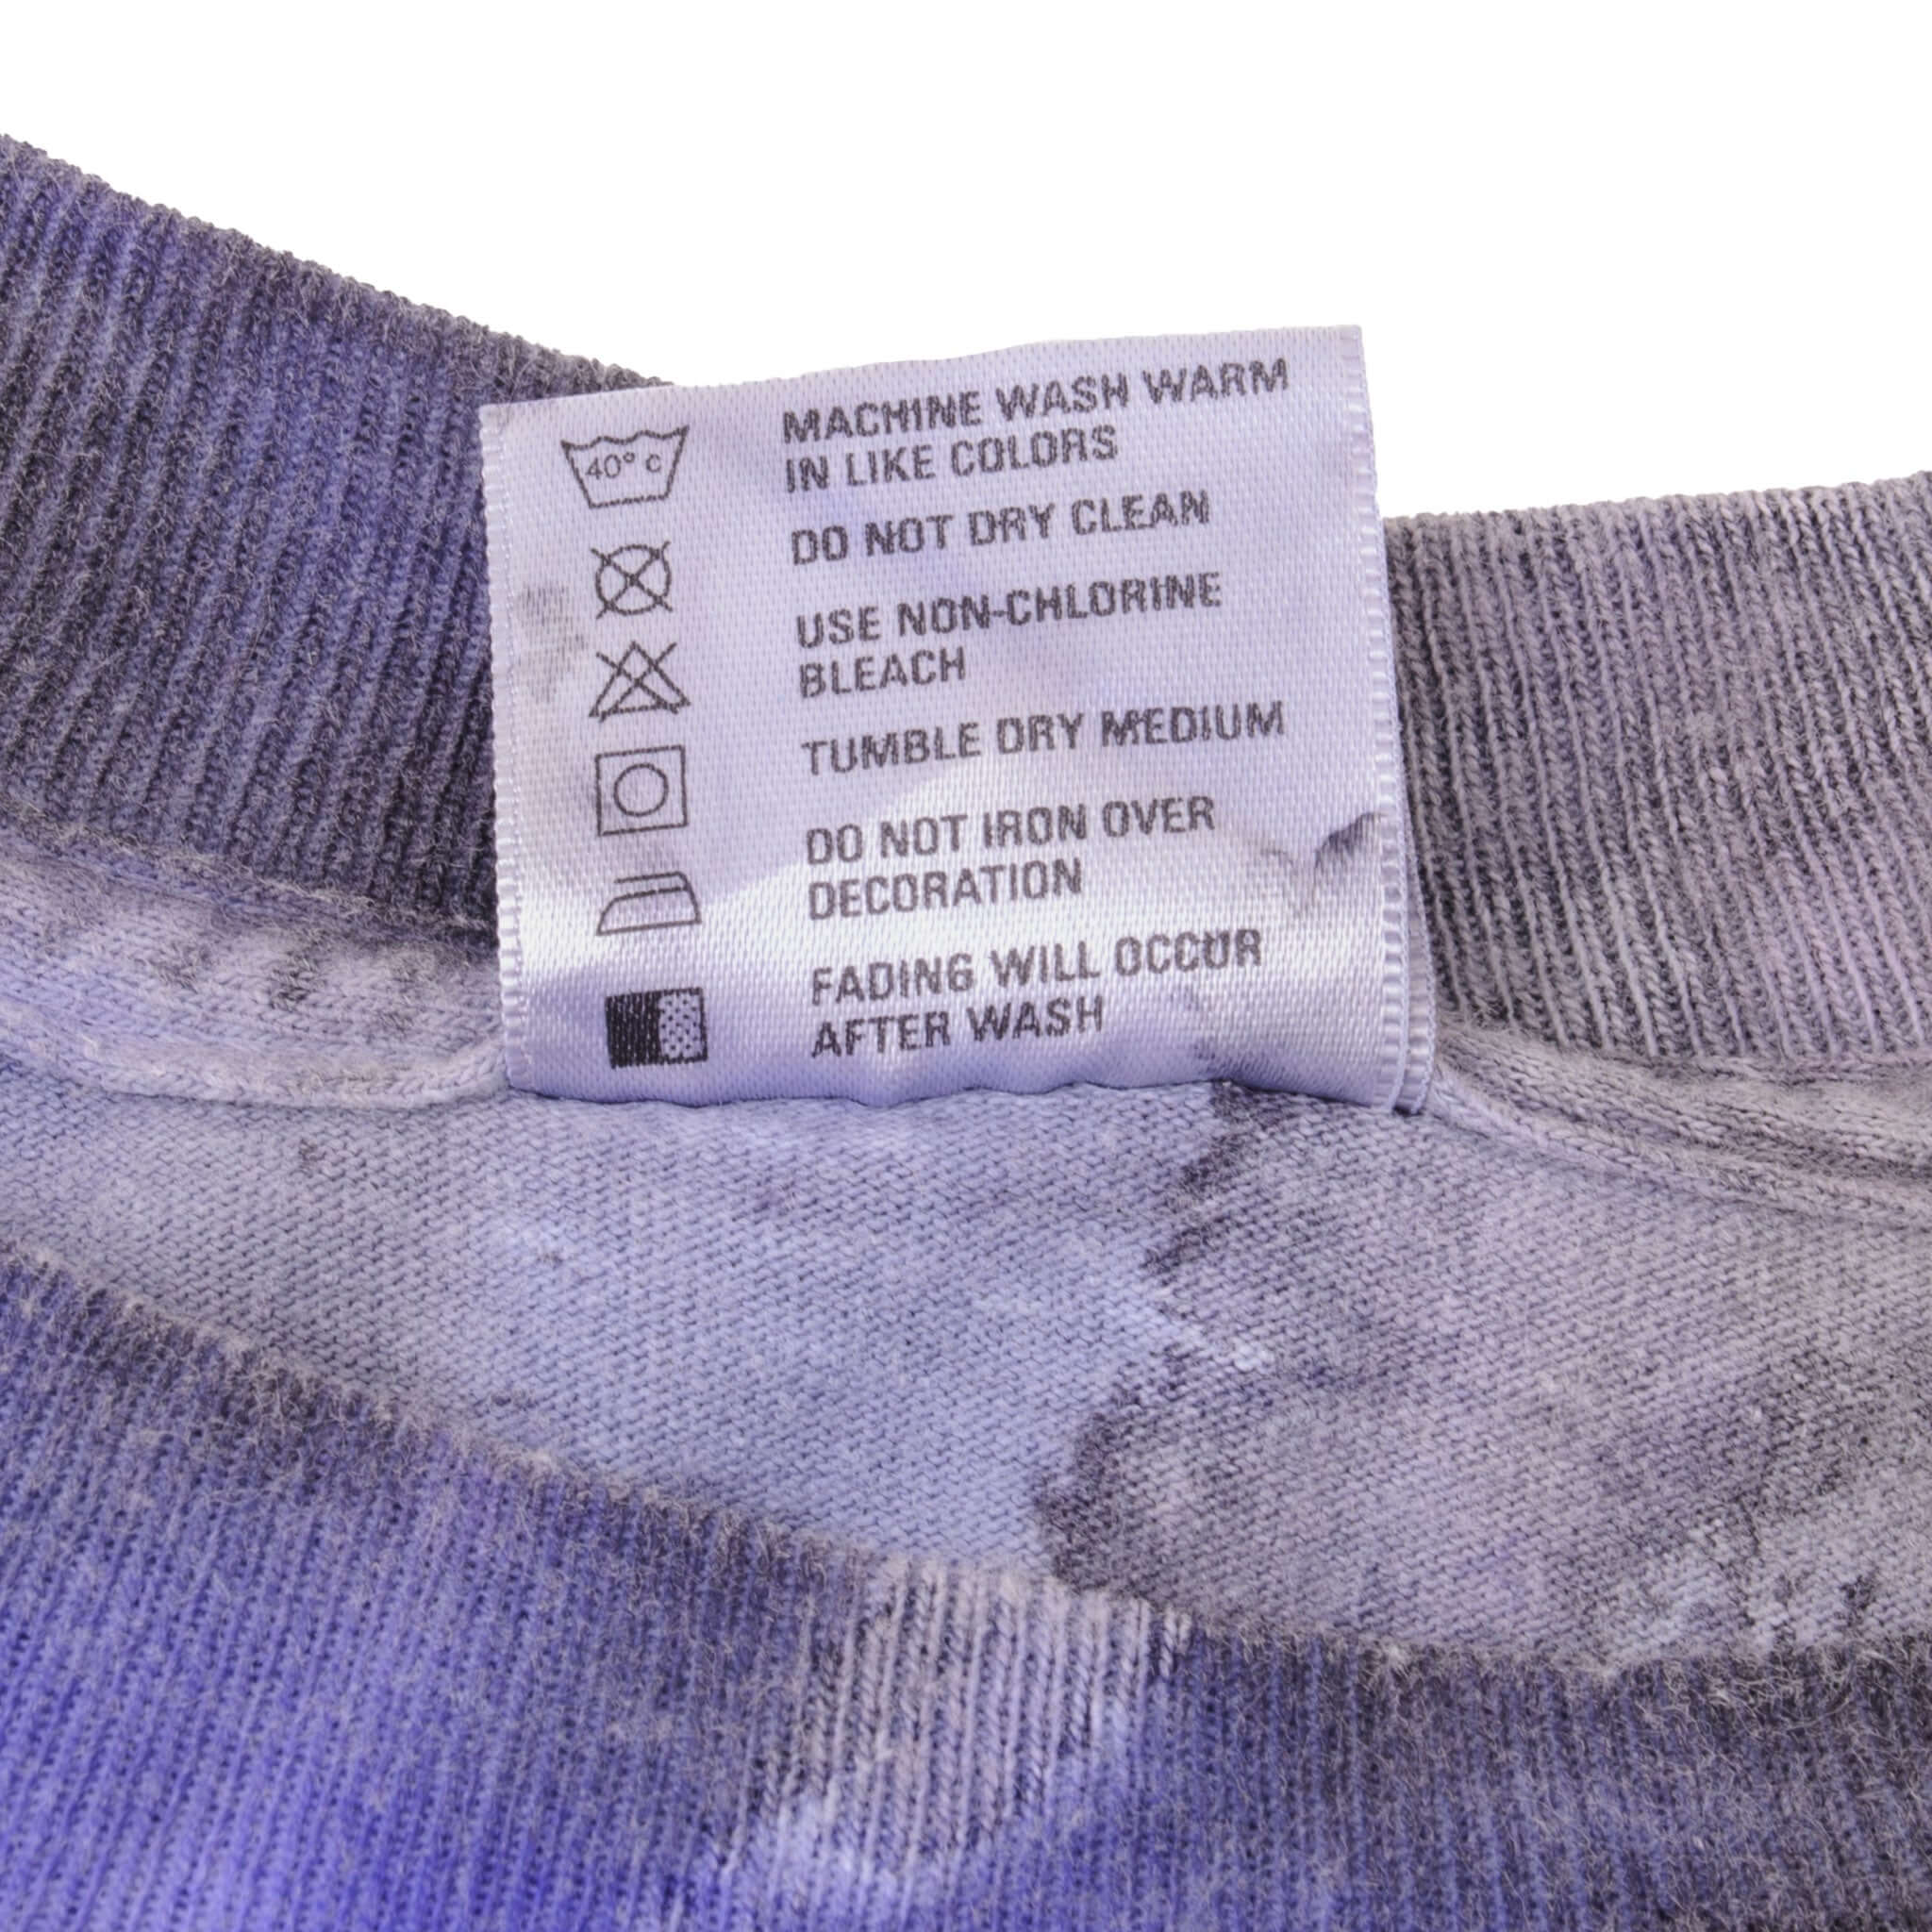 40° c
MACHINE WASH WARM
IN LIKE COLORS
DO NOT DRY CLEAN
USE NON-CHLORINE
BLEACH
TUMBLE DRY MEDIUM
DO NOT IRON OVER
DECORATION
FADING WILL OCCUR
AFTER WASH